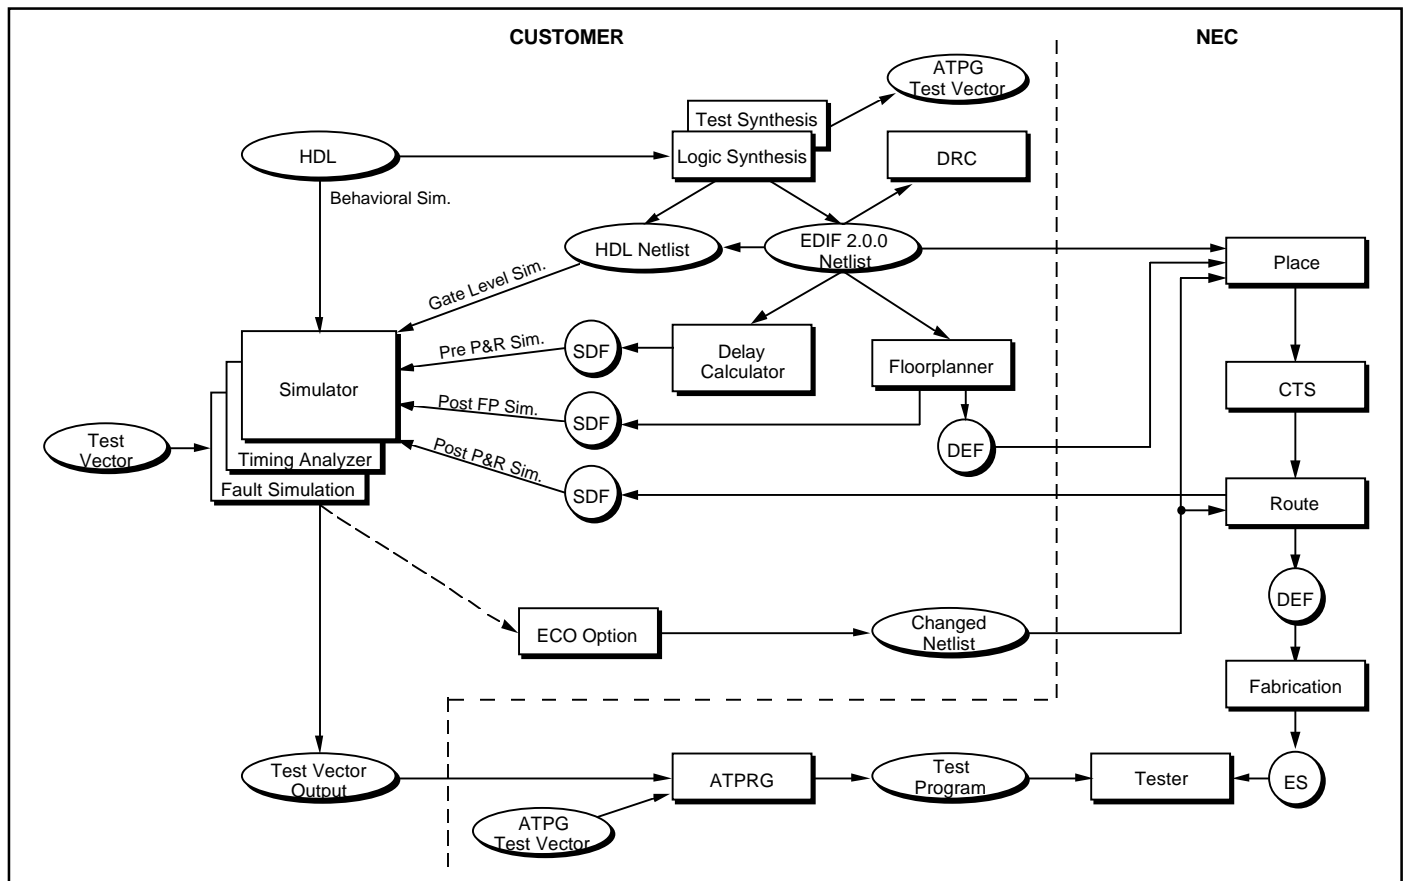 CUSTOMER
NEC
ATPG
Test Vector
Test Synthesis
Logic Synthesis
DRC
HDL
Behavioral Sim.
HDL Netlist
EDIF 2.0.0
Netlist
Place
Gate Level Sim.
Pre P&R Sim.
SDF
Delay
Calculator
Floorplanner
Simulator
CTS
Post FP Sim.
SDF
Test
Vector
DEF
Timing Analyzer
Post P&R Sim.
Fault Simulation
SDF
Route
DEF
ECO Option
Changed
Netlist
Fabrication
Test Vector
Output
ATPRG
Test
Program
Tester
ES
ATPG
Test Vector